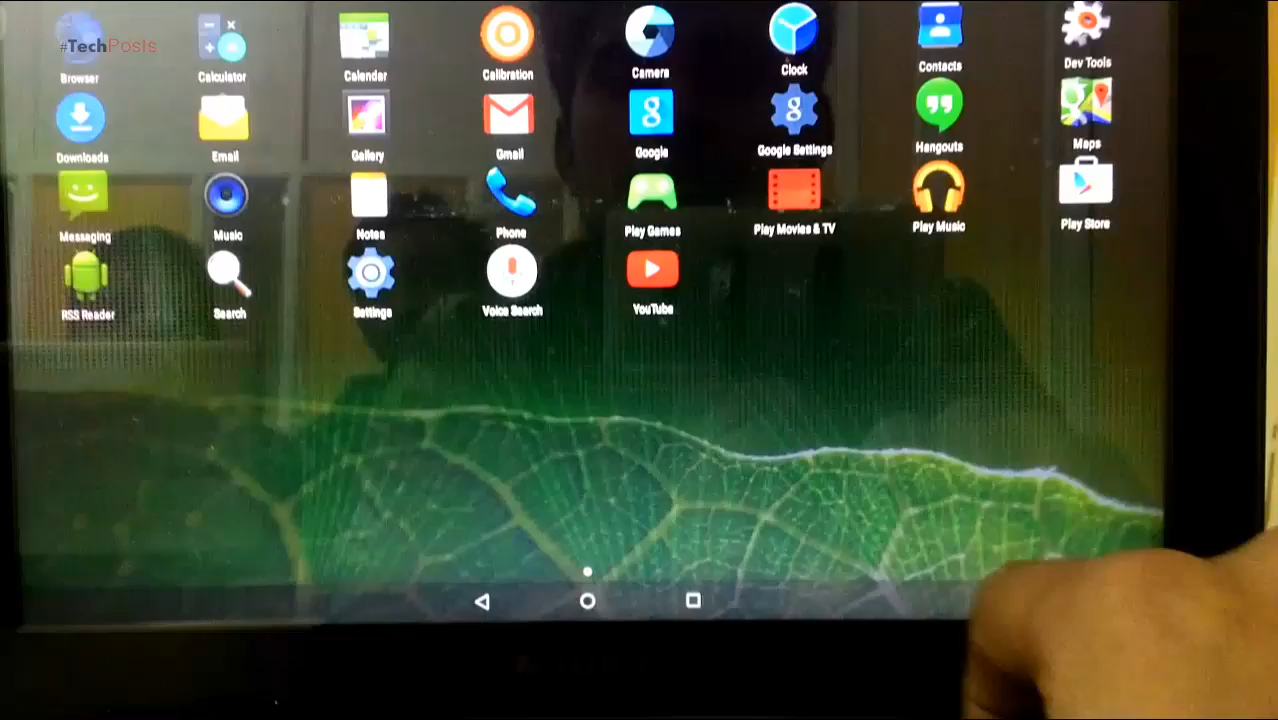 #TechPosts
Browser Calculator Calendar Calibration Camera Clock Contacts Dev Tools
Downloads Email Gallery Gmail Google Google Settings Hangouts Maps
Messaging Music Notes Phone Play Games Play Movies & TV Play Music Play Store
RSS Reader Search Settings Voice Search YouTube